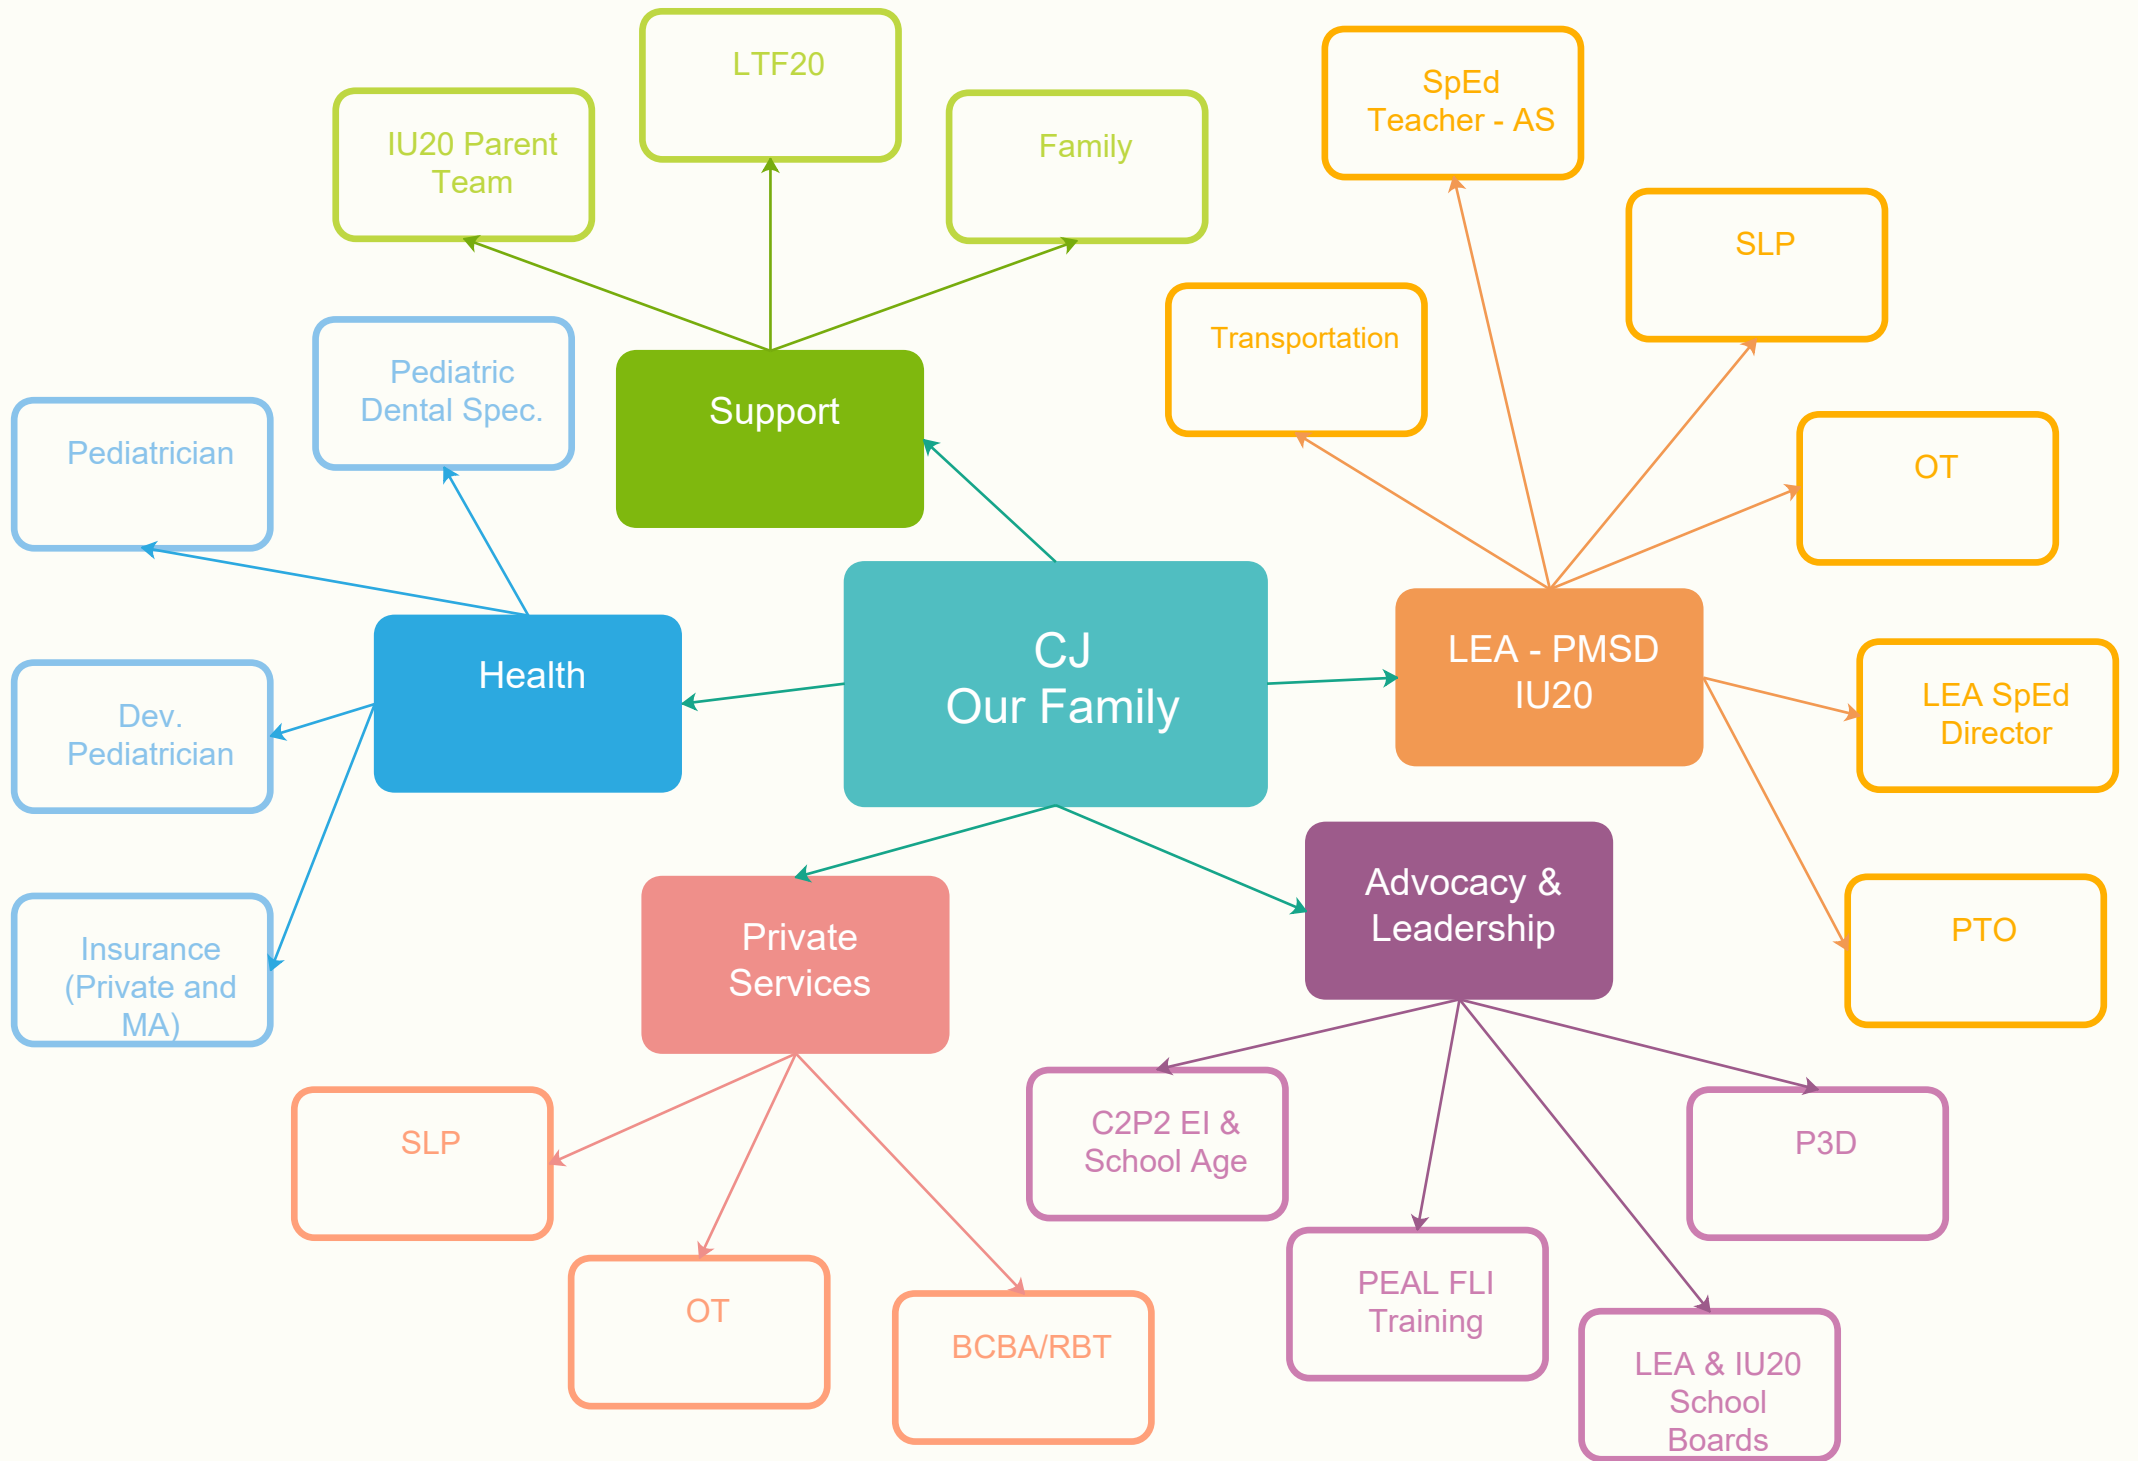 LTF20
SpEd
Teacher - AS
IU20 Parent
Team
Family
SLP
Transportation
Pediatric
Dental Spec.
Support
Pediatrician
OT
CJ
Our Family
LEA - PMSD
IU20
Health
Dev.
Pediatrician
LEA SpEd
Director
Advocacy &
Leadership
Private
Services
PTO
Insurance
(Private and
MA)
C2P2 EI &
School Age
SLP
P3D
OT
PEAL FLI
Training
BCBA/RBT
LEA & IU20
School
Boards